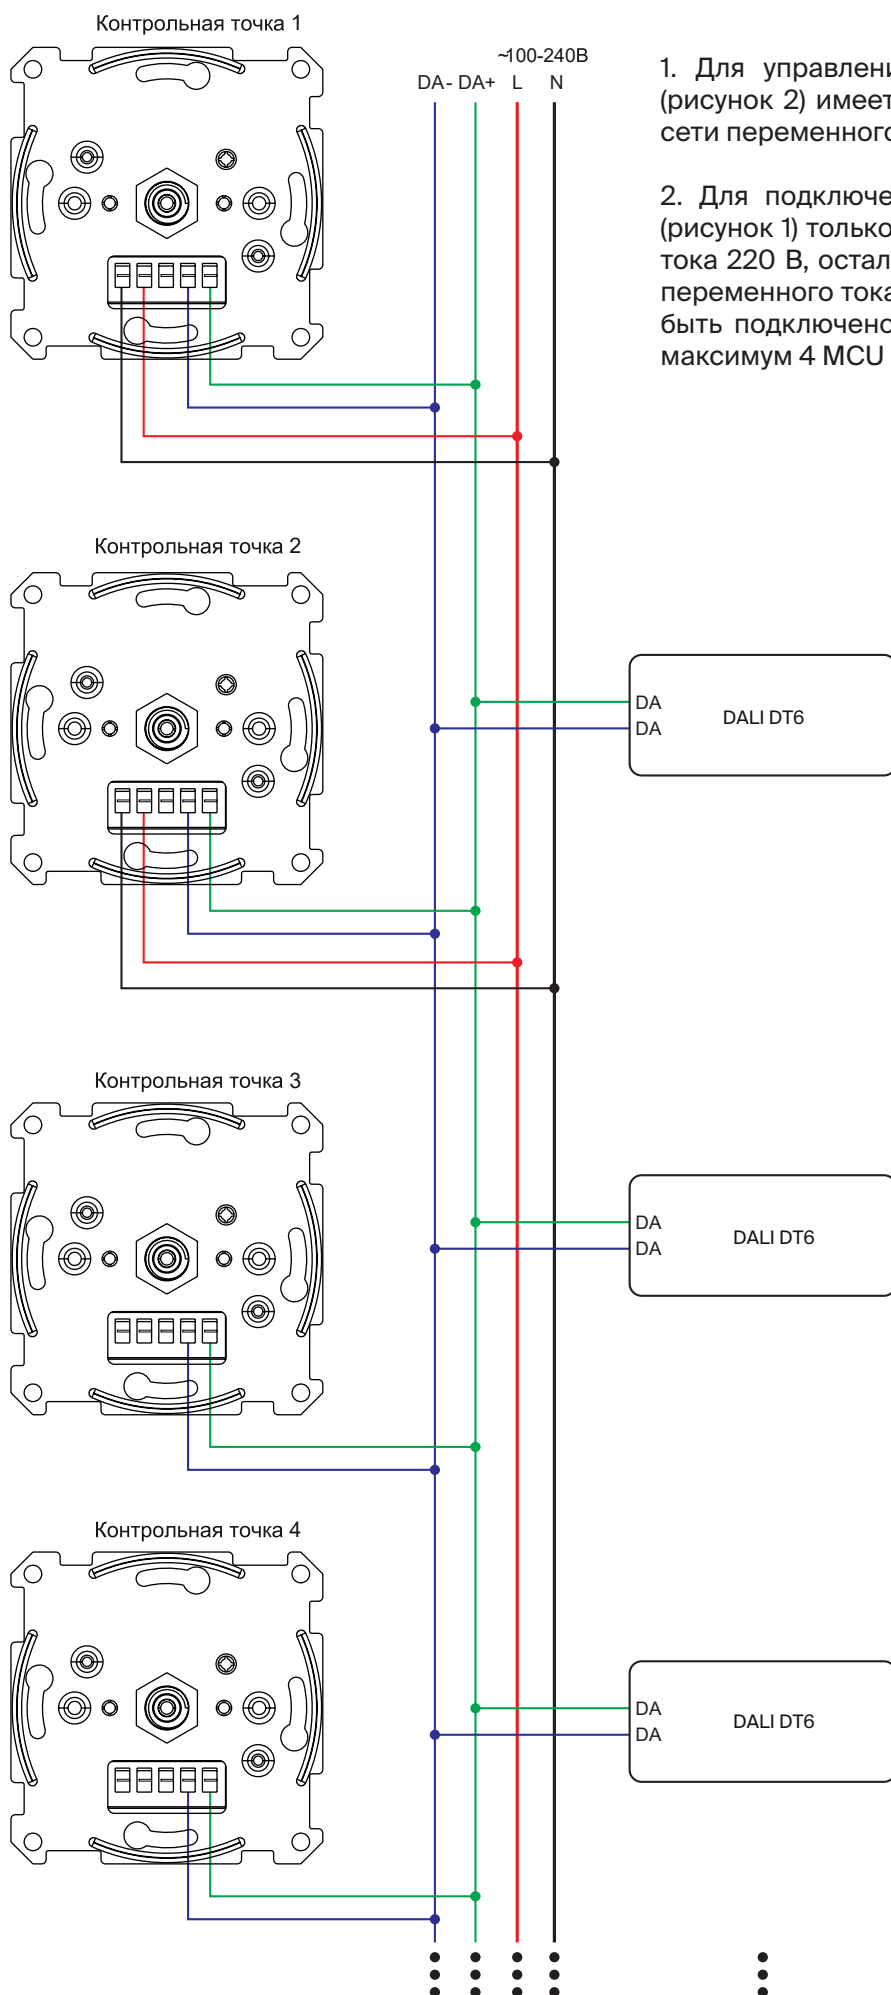 Контрольная точка 1
~100-240В
DA- DA+ L N
1. Для управлени
(рисунок 2) имеет
сети переменного
2. Для подключе
(рисунок 1) только
тока 220 В, остал
переменного тока
быть подключено
максимум 4 MCU
Контрольная точка 2
DA
DA
DALI DT6
Контрольная точка 3
DA
DA
DALI DT6
Контрольная точка 4
DA
DA
DALI DT6